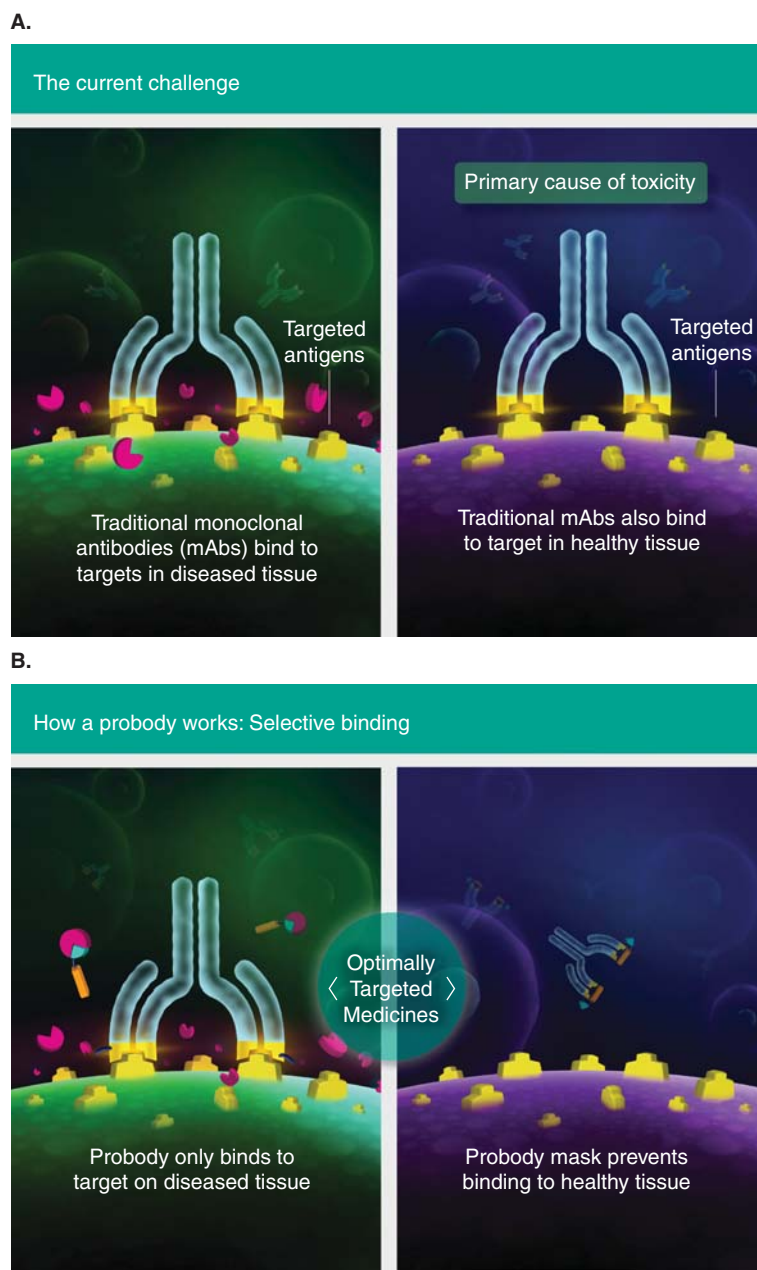 A.
The current challenge
Primary cause of toxicity
Targeted
antigens
Targeted
antigens
Traditional monoclonal
antibodies (mAbs) bind to
targets in diseased tissue
Traditional mAbs also bind
to target in healthy tissue
B.
How a probody works: Selective binding
Optimally
〈 Targeted 〉
Medicines
Probody only binds to
target on diseased tissue
Probody mask prevents
binding to healthy tissue